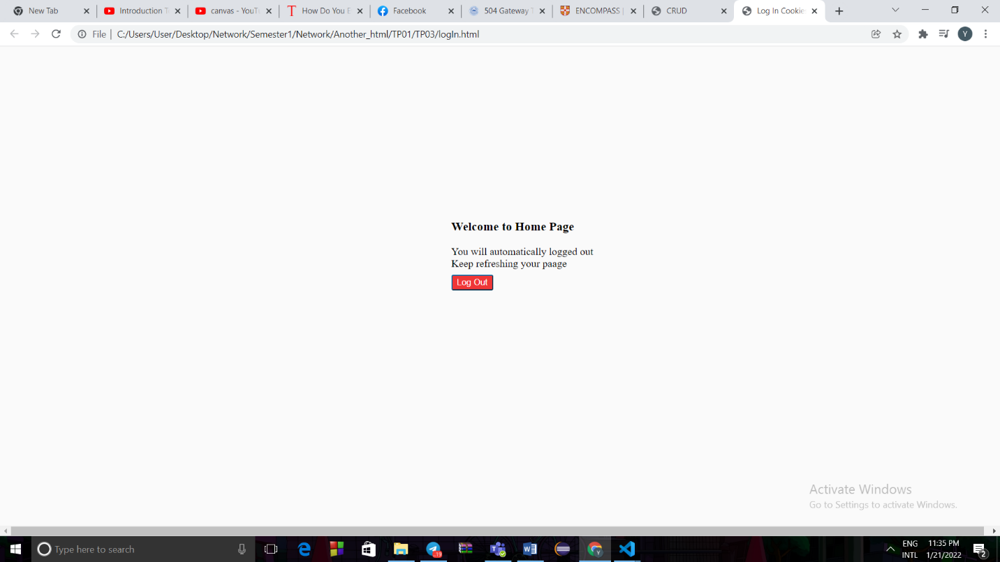 New Tab
Introduction T
canvas - YouTu
How Do You E
Facebook
504 Gateway T
ENCOMPASS |
CRUD
Log In Cookie
File | C:/Users/User/Desktop/Network/Semester1/Network/Another_html/TP01/TP03/logIn.html
Y
Welcome to Home Page
You will automatically logged out
Keep refreshing your paage
Log Out
Activate Windows
Go to Settings to activate Windows.
Type here to search
19
Y
ENG
INTL
11:35 PM
1/21/2022
2